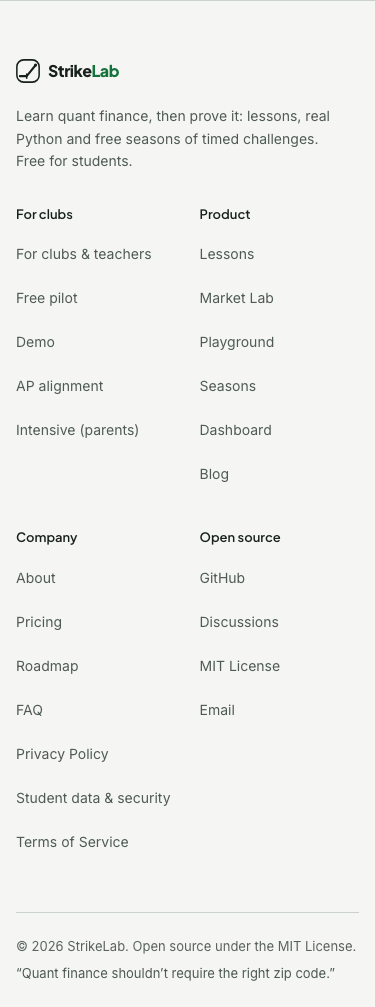 StrikeLab
Learn quant finance, then prove it: lessons, real
Python and free seasons of timed challenges.
Free for students.
For clubs
For clubs & teachers
Free pilot
Demo
AP alignment
Intensive (parents)
Product
Lessons
Market Lab
Playground
Seasons
Dashboard
Blog
Company
About
Pricing
Roadmap
FAQ
Privacy Policy
Student data & security
Terms of Service
Open source
GitHub
Discussions
MIT License
Email
© 2026 StrikeLab. Open source under the MIT License.
“Quant finance shouldn’t require the right zip code.”